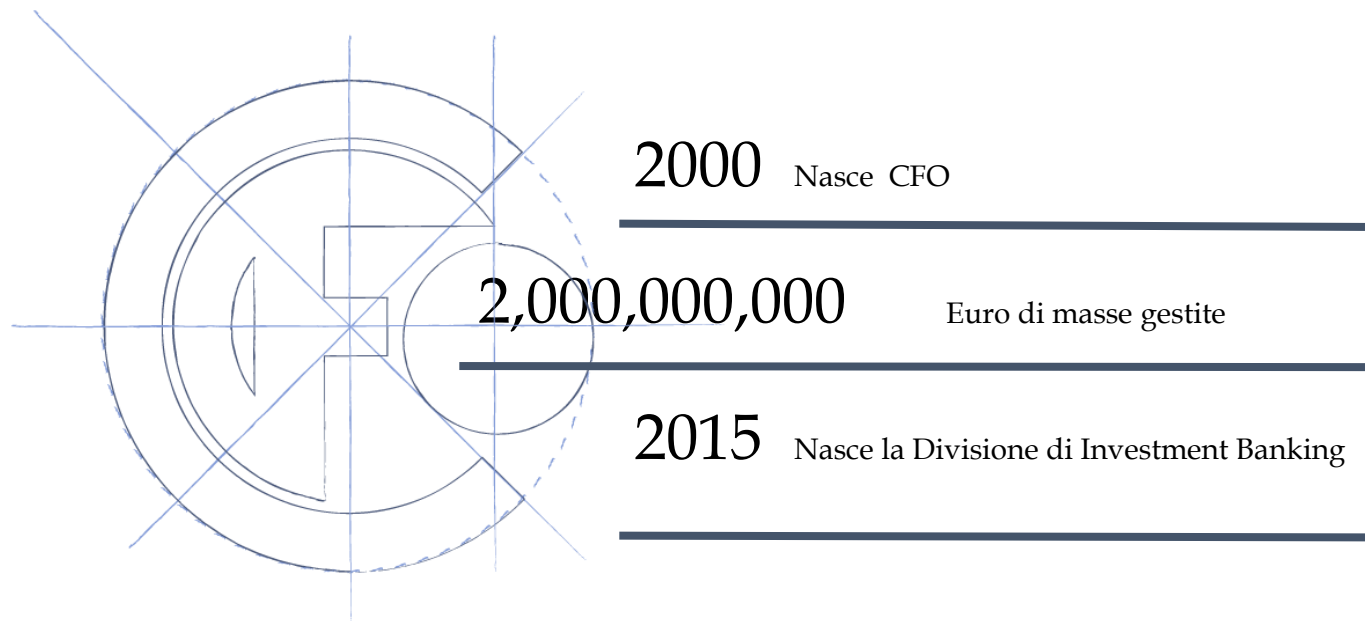 2000 Nasce CFO
2,000,000,000 Euro di masse gestite
2015 Nasce la Divisione di Investment Banking